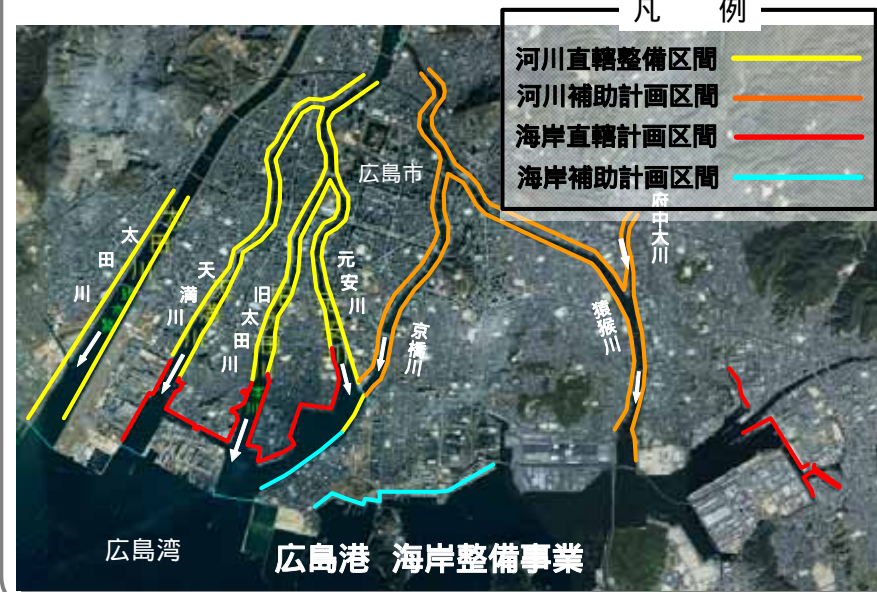 凡 例
河川直轄整備区間
河川補助計画区間
海岸直轄計画区間
海岸補助計画区間
広島市
府中大川
太田川
天満川
旧太田川
元安川
京橋川
猿猴川
広島湾
広島港 海岸整備事業